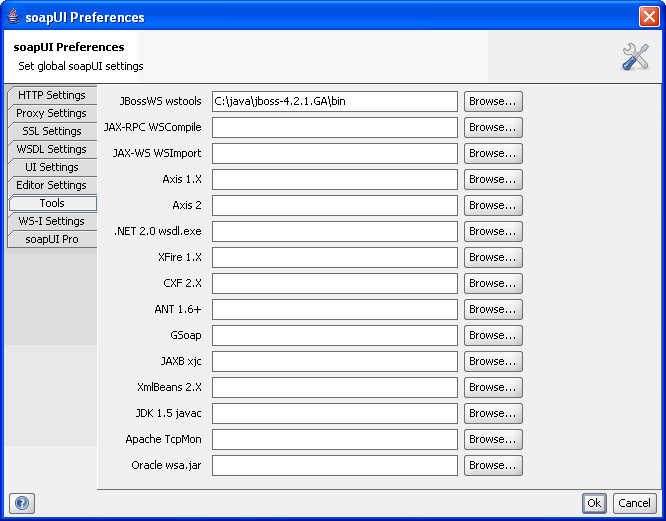 soapUI Preferences
soapUI Preferences
Set global soapUI settings
HTTP Settings
Proxy Settings
SSL Settings
WSDL Settings
UI Settings
Editor Settings
Tools
WS-I Settings
soapUI Pro
JBossWS wstools C:\java\jboss-4.2.1.GA\bin Browse...
JAX-RPC WSCompile Browse...
JAX-WS WSImport Browse...
Axis 1.X Browse...
Axis 2 Browse...
.NET 2.0 wsdl.exe Browse...
XFire 1.X Browse...
CXF 2.X Browse...
ANT 1.6+ Browse...
GSoap Browse...
JAXB xjc Browse...
XmlBeans 2.X Browse...
JDK 1.5 javac Browse...
Apache TcpMon Browse...
Oracle wsa.jar Browse...
? Ok Cancel